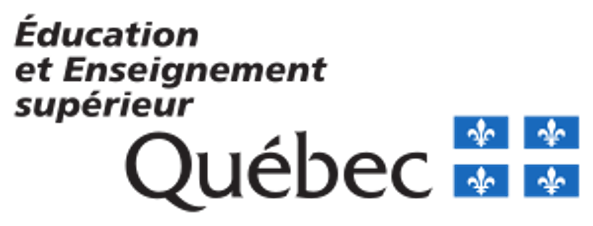 Éducation
et Enseignement
supérieur
Québec